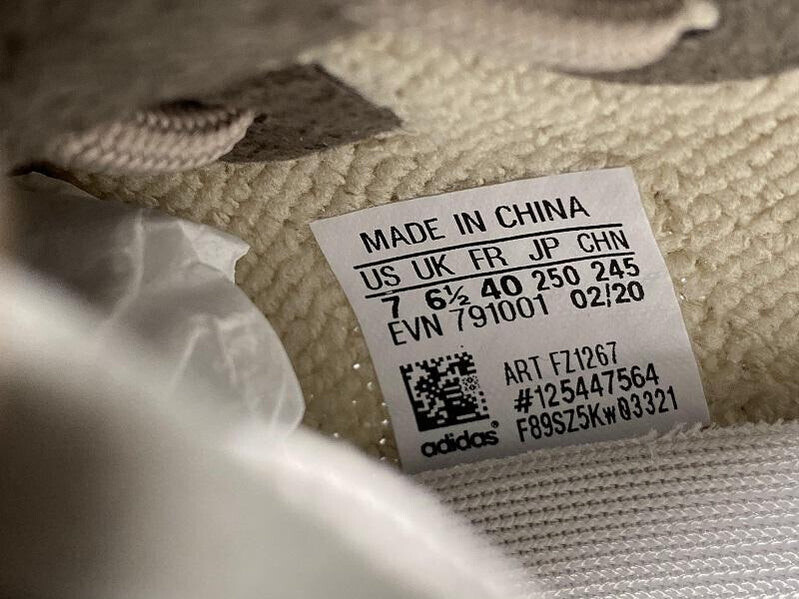 MADE IN CHINA
US UK FR JP CHN
7 6½ 40 250 245
EVN 791001 02/20
ART FZ1267
#125447564
F89SZ5Kw03321
adidas®